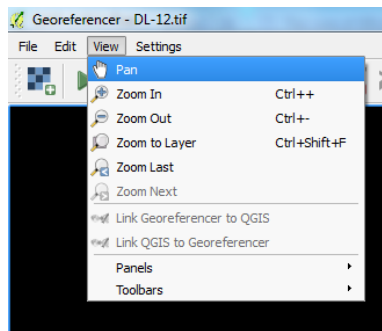 Georeferencer - DL-12.tif
File Edit View Settings
Pan
Zoom In Ctrl++
Zoom Out Ctrl+-
Zoom to Layer Ctrl+Shift+F
Zoom Last
Zoom Next
Link Georeferencer to QGIS
Link QGIS to Georeferencer
Panels
Toolbars